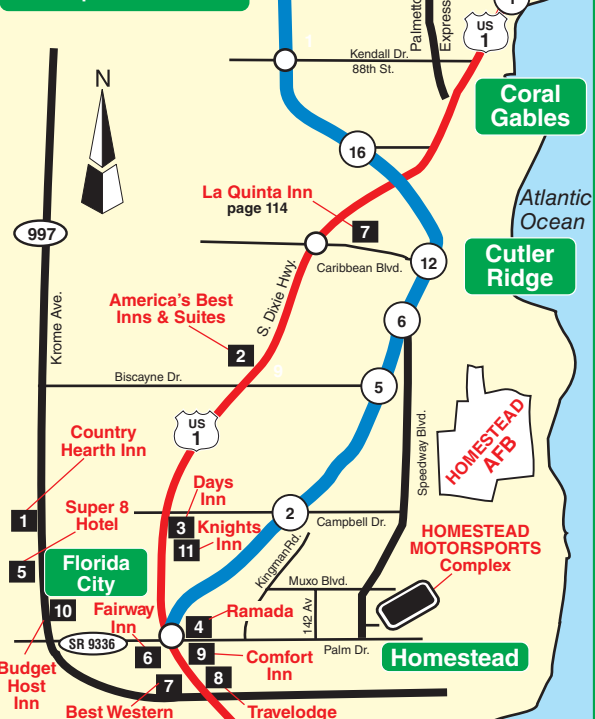 Palmetto
Express
1
US
1
1
Kendall Dr.
88th St.
N
Coral
Gables
16
La Quinta Inn
page 114
7
Atlantic
Ocean
997
Caribbean Blvd.
12
Cutler
Ridge
S. Dixie Hwy.
America's Best
Inns & Suites
2
6
Krome Ave.
9
Biscayne Dr.
5
US
1
Speedway Blvd.
HOMESTEAD
AFB
Country
Hearth Inn
Days
Inn
1
Super 8
Hotel
3
Knights
Inn
11
2
Campbell Dr.
HOMESTEAD
MOTORSPORTS
Complex
5
Florida
City
Kingman Rd.
Muxo Blvd.
142 Av
10
Fairway
Inn
4
Ramada
SR 9336
Palm Dr.
Homestead
6
9
Comfort
Inn
Budget
Host
Inn
7
8
Best Western
Travelodge